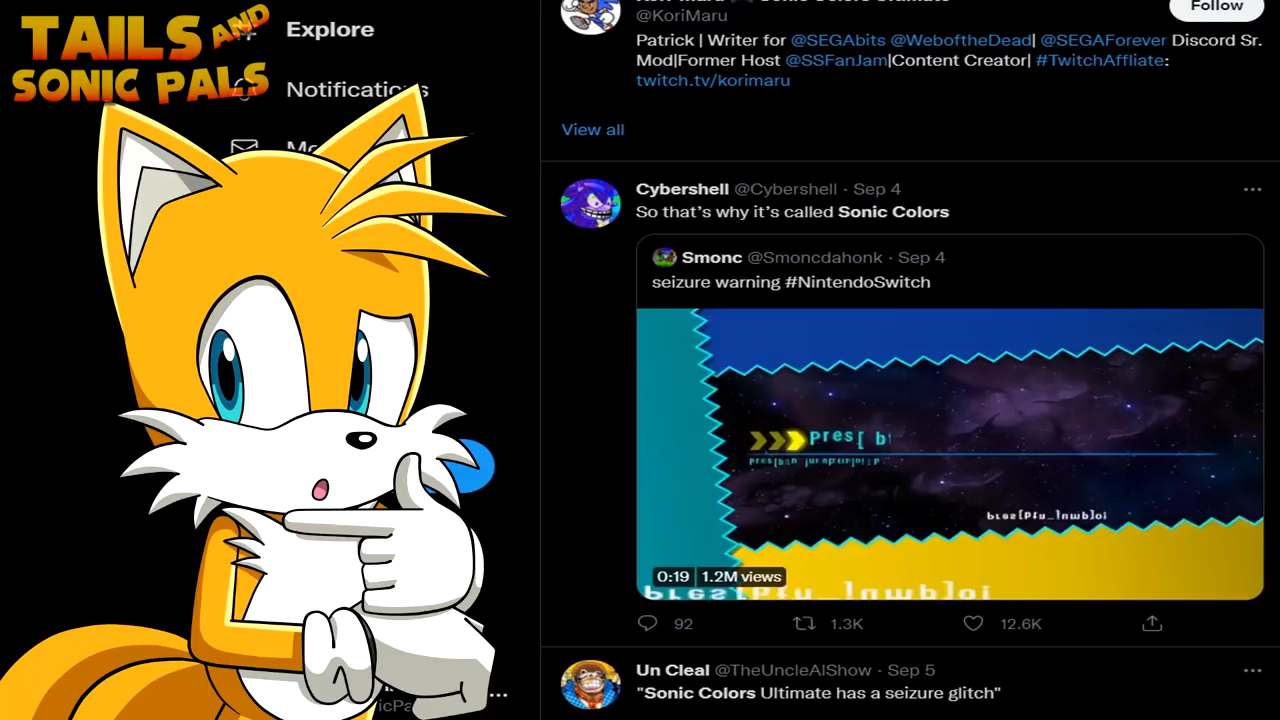 TAILS AND
SONIC PALS
Explore
Notifications
@KoriMaru
Follow
Patrick | Writer for @SEGAbits @WeboftheDead| @SEGAForever Discord Sr.
Mod|Former Host @SSFanJam|Content Creator| #TwitchAffliate:
twitch.tv/korimaru
View all
Cybershell @Cybershell · Sep 4 ...
So that's why it's called Sonic Colors
Smonc @Smoncdahonk · Sep 4
seizure warning #NintendoSwitch
0:19 1.2M views
92 1.3K 12.6K
Un Cleal @TheUncleAlShow · Sep 5 ...
"Sonic Colors Ultimate has a seizure glitch"